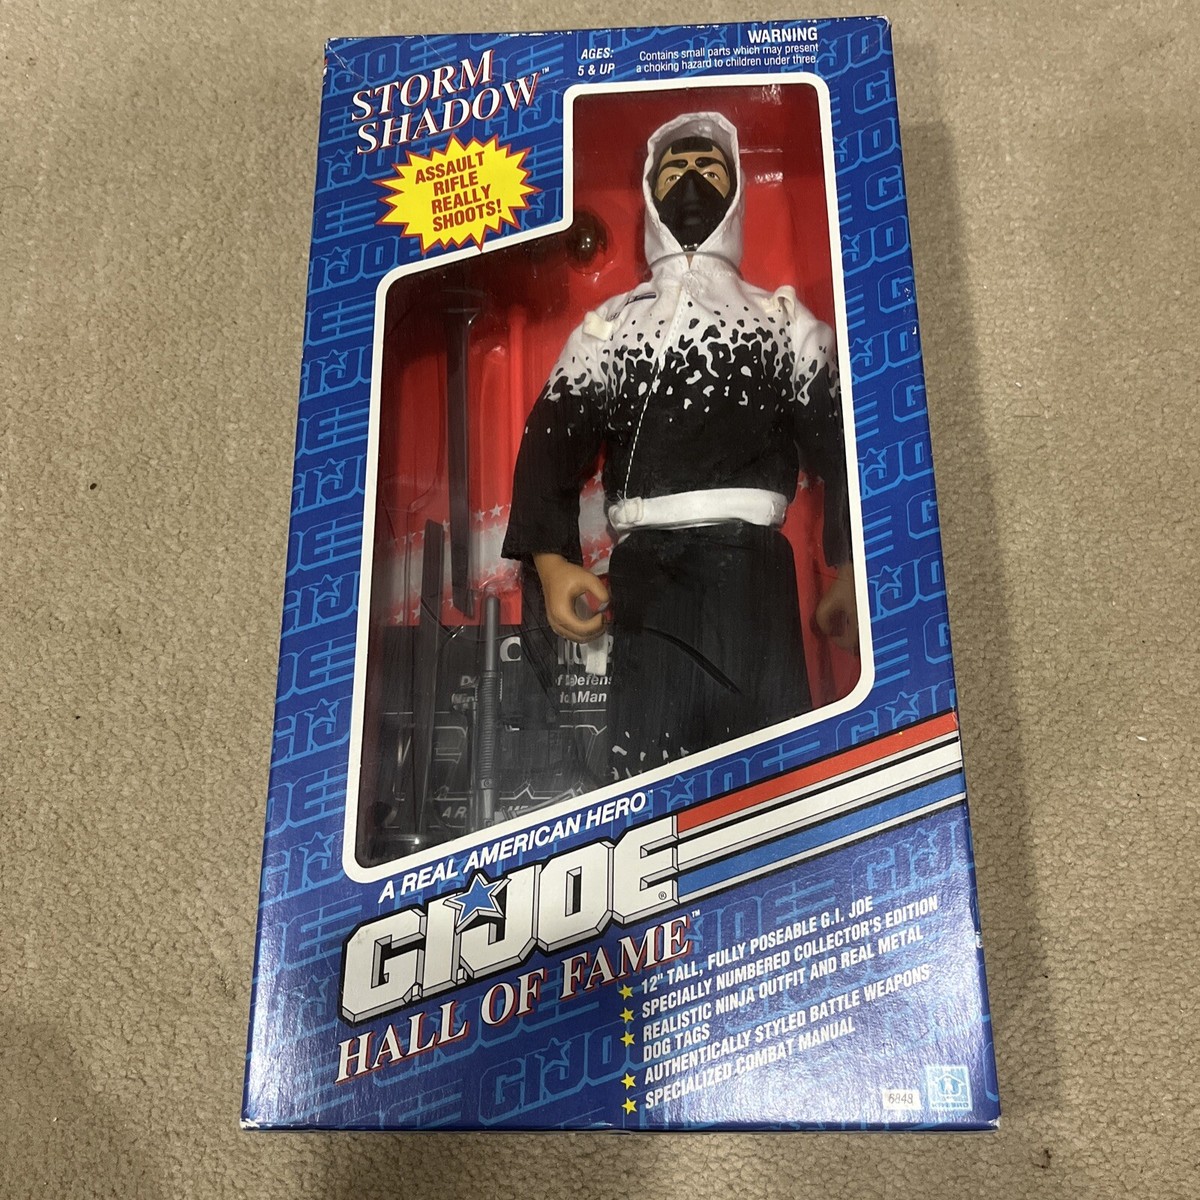 STORM
SHADOW™
AGES:
5 & UP
WARNING
Contains small parts which may present
a choking hazard to children under three.
ASSAULT
RIFLE
REALLY
SHOOTS!
A REAL AMERICAN HERO™
G.I.JOE®
HALL OF FAME™
12" TALL, FULLY POSEABLE G.I. JOE
SPECIALLY NUMBERED COLLECTOR'S EDITION
REALISTIC NINJA OUTFIT AND REAL METAL
DOG TAGS
AUTHENTICALLY STYLED BATTLE WEAPONS
SPECIALIZED COMBAT MANUAL
6848